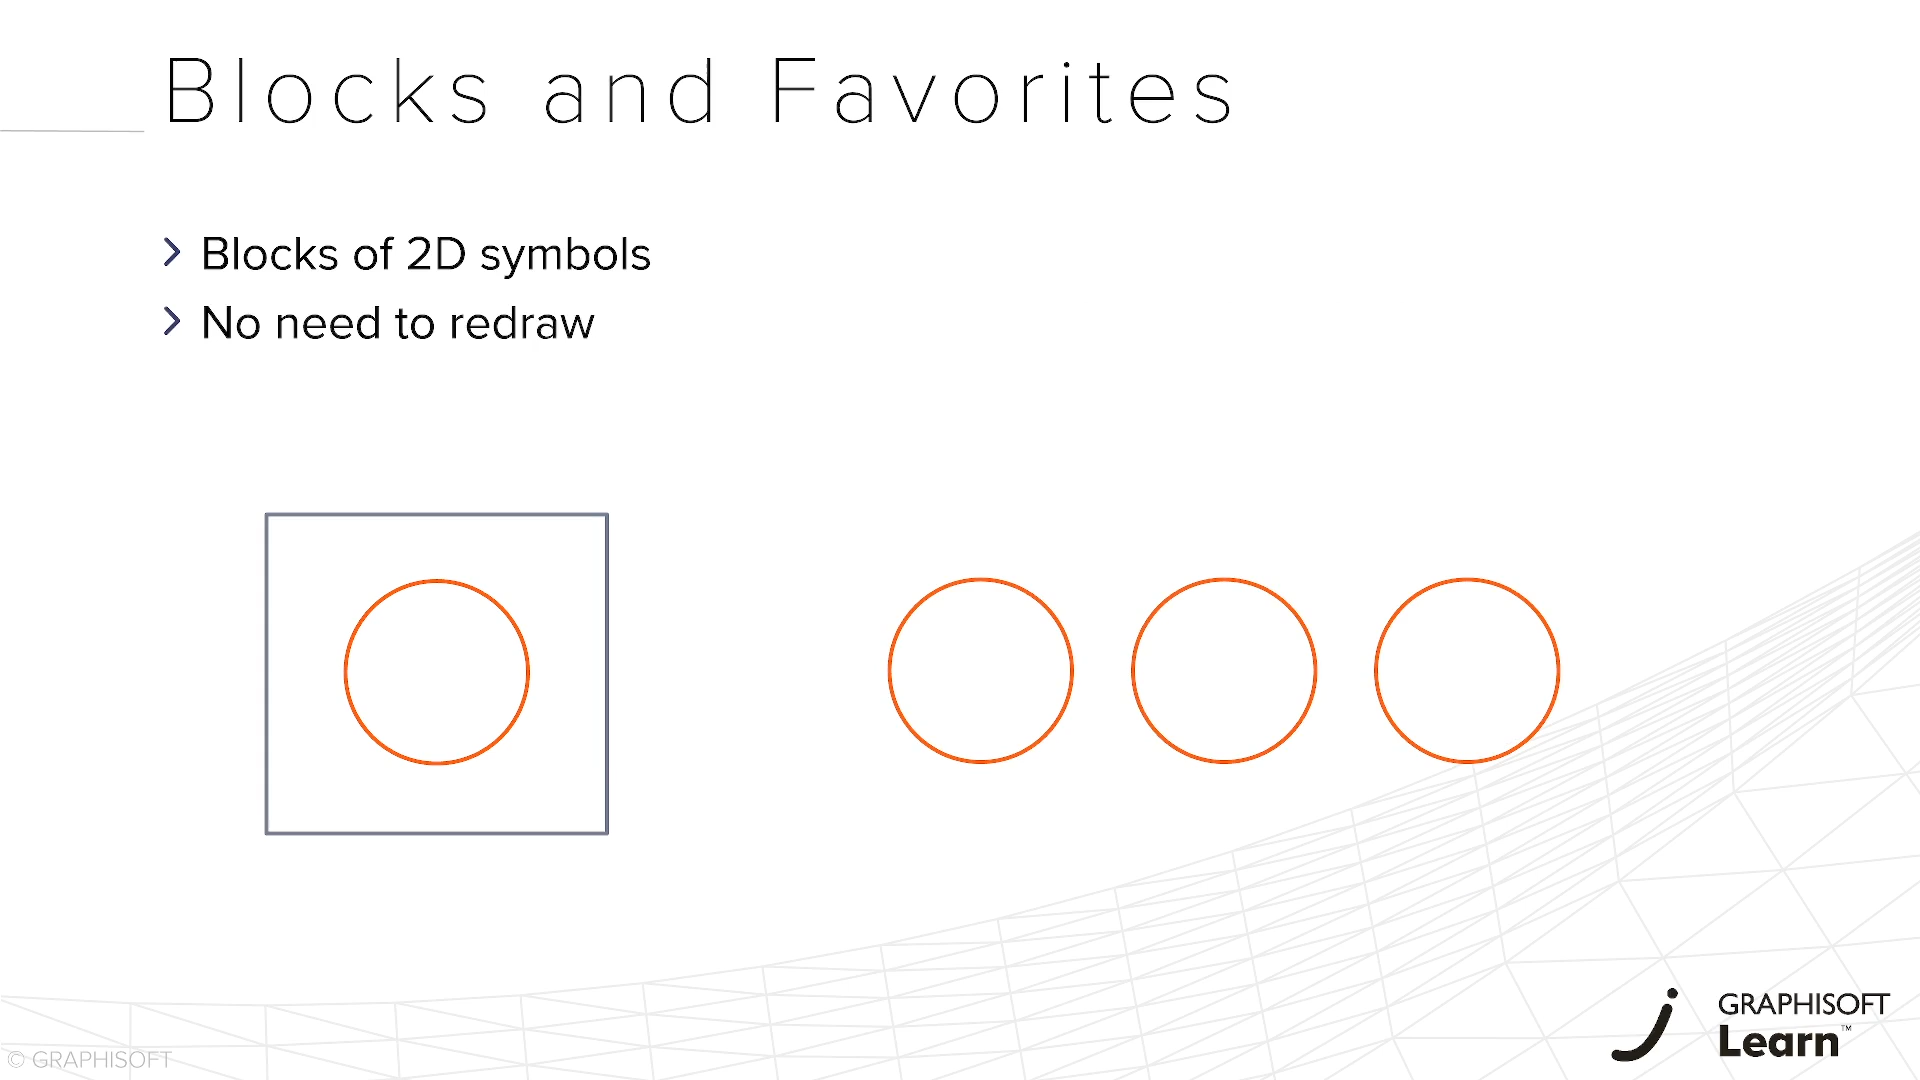 Blocks and Favorites
Blocks of 2D symbols
No need to redraw
GRAPHISOFT
Learn™
© GRAPHISOFT